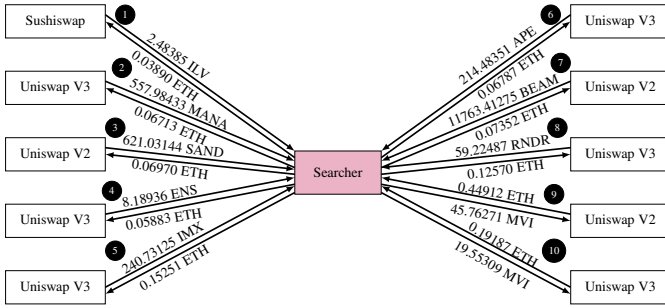 1
Sushiswap
2.48385 ILV
0.03890 ETH
2
Uniswap V3
557.98433 MANA
0.06713 ETH
3
Uniswap V2
621.03144 SAND
0.06970 ETH
4
Uniswap V3
8.18936 ENS
0.05883 ETH
5
Uniswap V3
240.73125 IMX
0.15251 ETH
Searcher
6
Uniswap V3
214.48351 APE
0.06787 ETH
7
Uniswap V2
11763.41275 BEAM
0.07352 ETH
8
Uniswap V3
59.22487 RNDR
0.12570 ETH
9
Uniswap V2
0.44912 ETH
45.76271 MVI
10
Uniswap V3
0.19187 ETH
19.55309 MVI